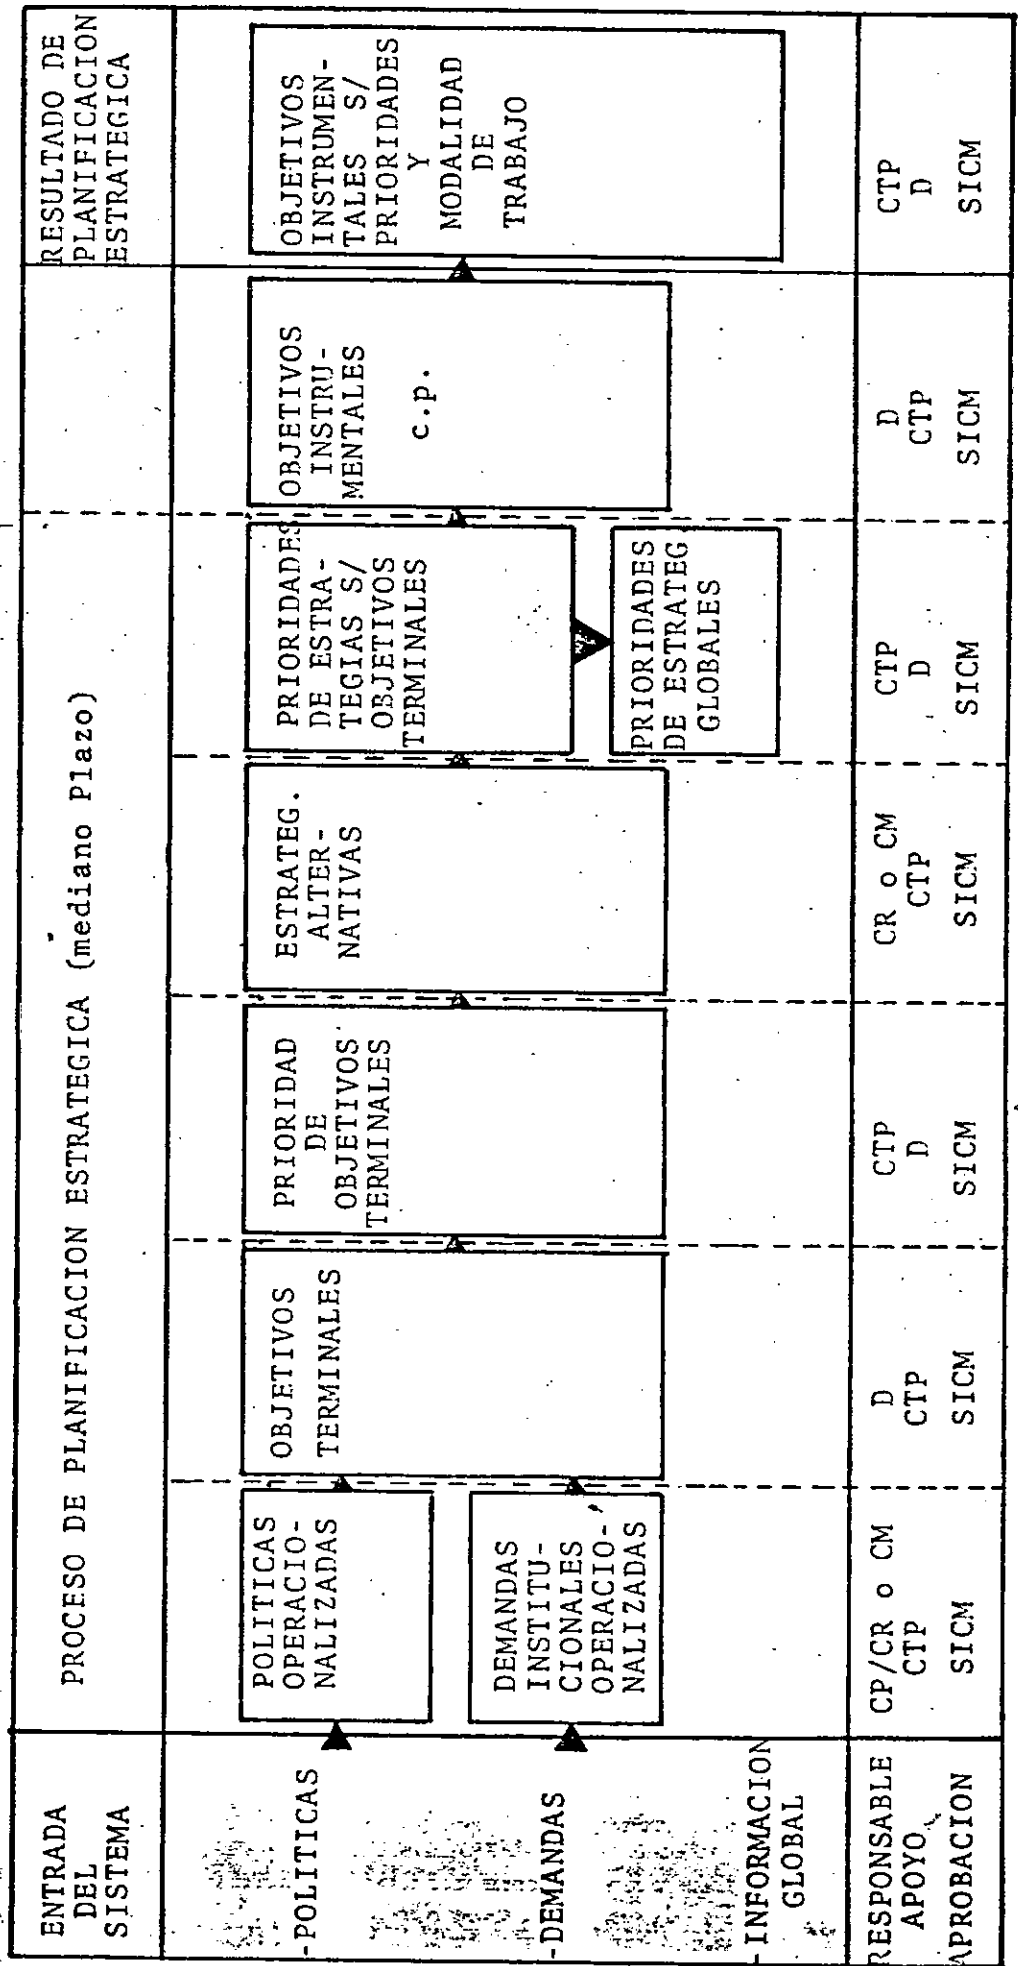 ENTRADA
DEL
SISTEMA
PROCESO DE PLANIFICACION ESTRATEGICA (mediano Plazo)
RESULTADO DE
PLANIFICACION
ESTRATEGICA
-POLITICAS
-DEMANDAS
-INFORMACION
GLOBAL
POLITICAS
OPERACIO-
NALIZADAS
DEMANDAS
INSTITU-
CIONALES
OPERACIO-
NALIZADAS
OBJETIVOS
TERMINALES
PRIORIDAD
DE
OBJETIVOS
TERMINALES
ESTRATEG.
ALTER-
NATIVAS
PRIORIDADES
DE ESTRA-
TEGIAS S/
OBJETIVOS
TERMINALES
PRIORIDADES
DE ESTRATEG
GLOBALES
OBJETIVOS
INSTRU-
MENTALES
c.p.
OBJETIVOS
INSTRUMEN-
TALES S/
PRIORIDADES
Y
MODALIDAD
DE
TRABAJO
RESPONSABLE
APOYO
APROBACION
CP/CR o CM
CTP
SICM
D
CTP
SICM
CTP
D
SICM
CR o CM
CTP
SICM
CTP
D
SICM
D
CTP
SICM
CTP
D
SICM